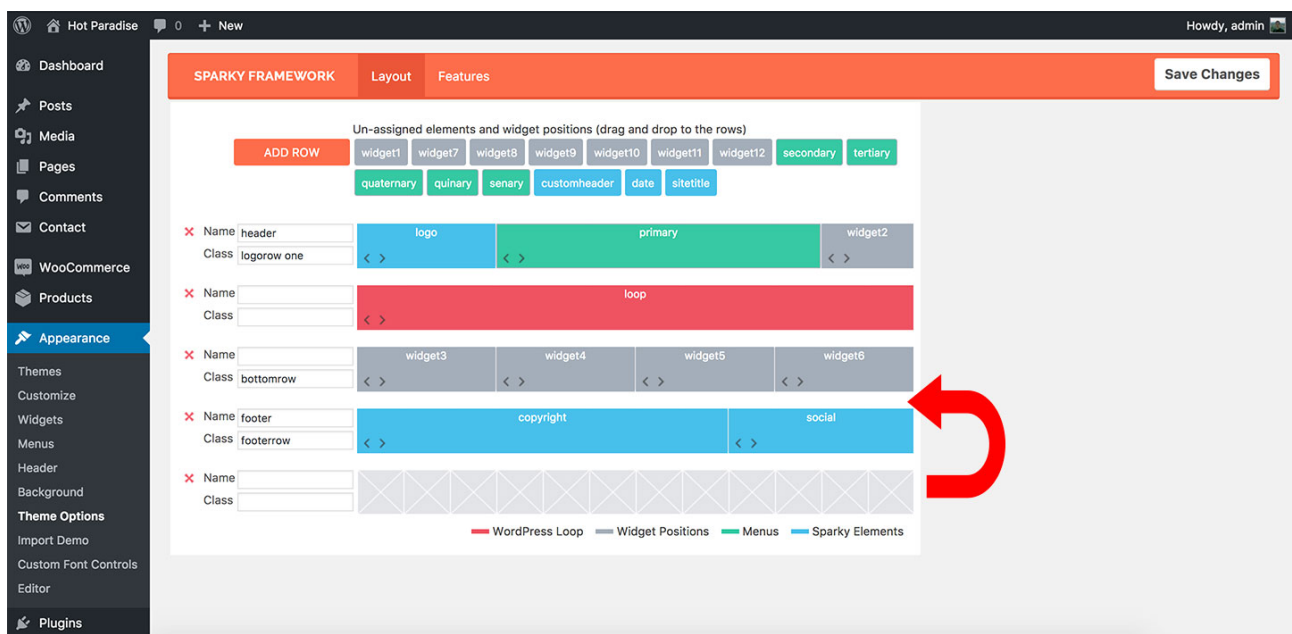 Hot Paradise 0 + New Howdy, admin
Dashboard
Posts
Media
Pages
Comments
Contact
WooCommerce
Products
Appearance
Themes
Customize
Widgets
Menus
Header
Background
Theme Options
Import Demo
Custom Font Controls
Editor
Plugins
SPARKY FRAMEWORK Layout Features Save Changes
Un-assigned elements and widget positions (drag and drop to the rows)
ADD ROW widget1 widget7 widget8 widget9 widget10 widget11 widget12 secondary tertiary
quaternary quinary senary customheader date sitetitle
Name header logo primary widget2
Class logorow one
Name loop
Class
Name widget3 widget4 widget5 widget6
Class bottomrow
Name footer copyright social
Class footerrow
Name
Class
WordPress Loop Widget Positions Menus Sparky Elements